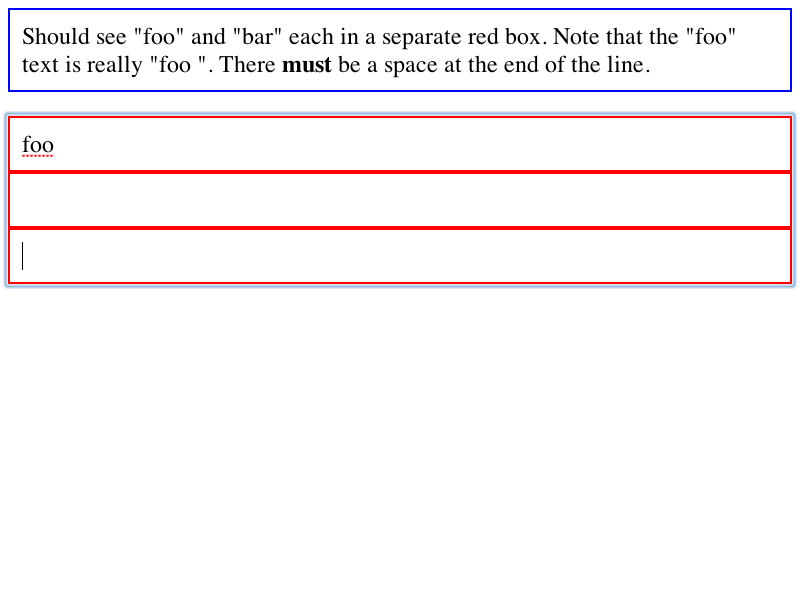 Should see "foo" and "bar" each in a separate red box. Note that the "foo"
text is really "foo ". There must be a space at the end of the line.
foo